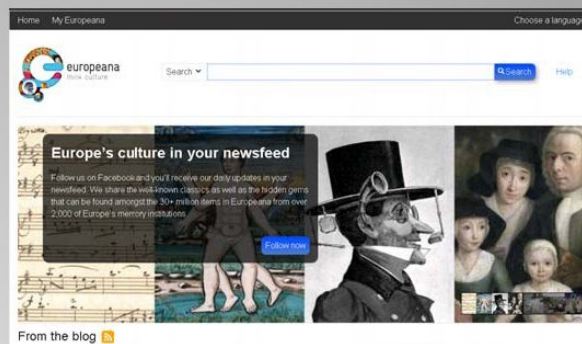 Home My Europeana Choose a language
europeana
think culture
Search Search Help
Europe's culture in your newsfeed
Follow us on Facebook and you'll receive our daily updates in your
newsfeed. We share the well-known classics as well as the hidden gems
that can be found amongst the 30+ million items in Europeana from over
2,000 of Europe's memory institutions
Follow now
From the blog